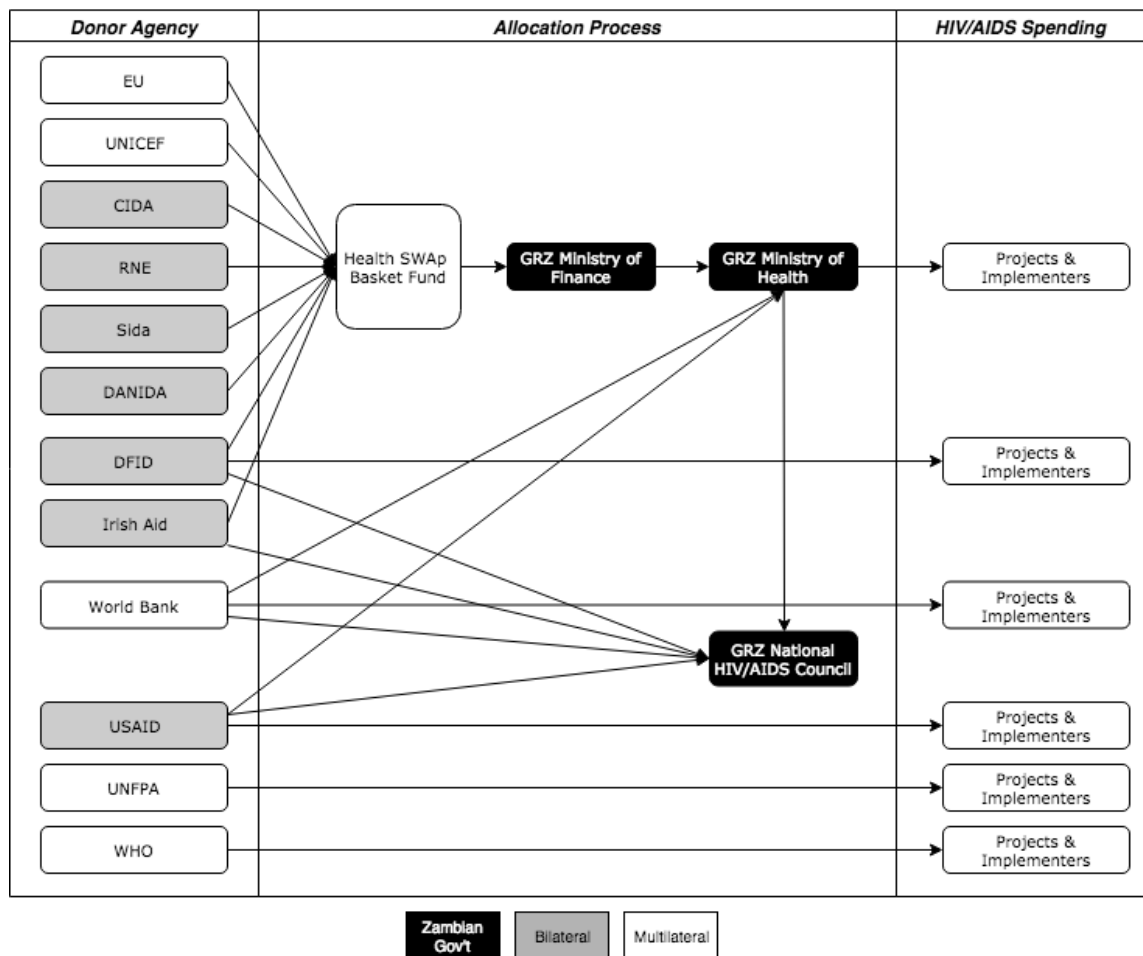 Donor Agency
Allocation Process
HIV/AIDS Spending
EU
UNICEF
CIDA
RNE
Sida
DANIDA
DFID
Irish Aid
World Bank
USAID
UNFPA
WHO
Health SWAp
Basket Fund
GRZ Ministry of
Finance
GRZ Ministry of
Health
GRZ National
HIV/AIDS Council
Projects &
Implementers
Projects &
Implementers
Projects &
Implementers
Projects &
Implementers
Projects &
Implementers
Projects &
Implementers
Zambian
Gov't
Bilateral
Multilateral